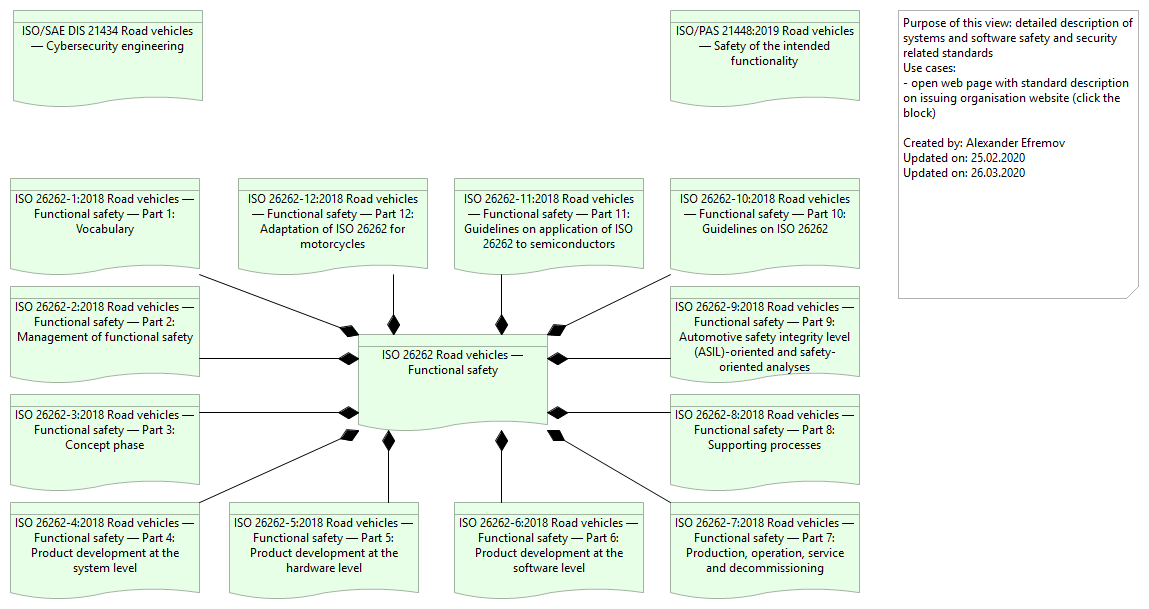 ISO/SAE DIS 21434 Road vehicles
— Cybersecurity engineering
ISO/PAS 21448:2019 Road vehicles
— Safety of the intended
functionality
Purpose of this view: detailed description of
systems and software safety and security
related standards
Use cases:
- open web page with standard description
on issuing organisation website (click the
block)
Created by: Alexander Efremov
Updated on: 25.02.2020
Updated on: 26.03.2020
ISO 26262-1:2018 Road vehicles —
Functional safety — Part 1:
Vocabulary
ISO 26262-12:2018 Road vehicles
— Functional safety — Part 12:
Adaptation of ISO 26262 for
motorcycles
ISO 26262-11:2018 Road vehicles
— Functional safety — Part 11:
Guidelines on application of ISO
26262 to semiconductors
ISO 26262-10:2018 Road vehicles
— Functional safety — Part 10:
Guidelines on ISO 26262
ISO 26262-2:2018 Road vehicles —
Functional safety — Part 2:
Management of functional safety
ISO 26262 Road vehicles —
Functional safety
ISO 26262-9:2018 Road vehicles —
Functional safety — Part 9:
Automotive safety integrity level
(ASIL)-oriented and safety-
oriented analyses
ISO 26262-3:2018 Road vehicles —
Functional safety — Part 3:
Concept phase
ISO 26262-8:2018 Road vehicles —
Functional safety — Part 8:
Supporting processes
ISO 26262-4:2018 Road vehicles —
Functional safety — Part 4:
Product development at the
system level
ISO 26262-5:2018 Road vehicles —
Functional safety — Part 5:
Product development at the
hardware level
ISO 26262-6:2018 Road vehicles —
Functional safety — Part 6:
Product development at the
software level
ISO 26262-7:2018 Road vehicles —
Functional safety — Part 7:
Production, operation, service
and decommissioning